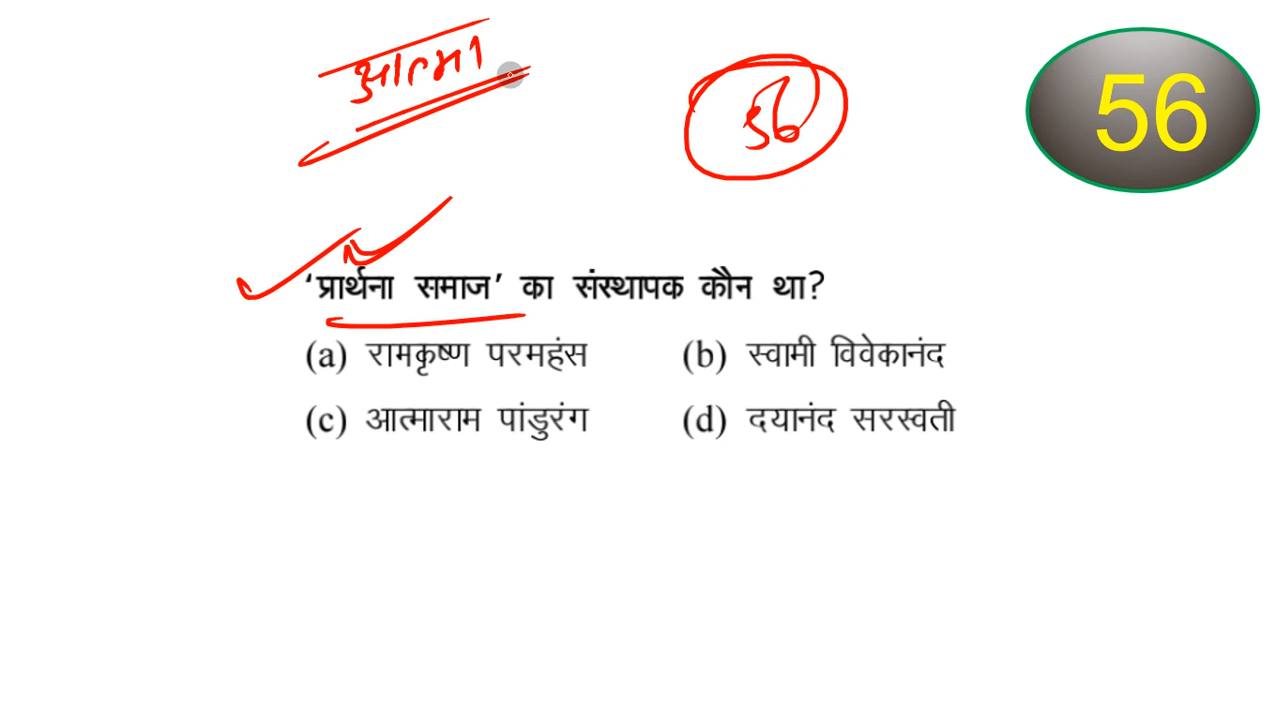 आत्मा
56
56
'प्रार्थना समाज' का संस्थापक कौन था?
(a) रामकृष्ण परमहंस (b) स्वामी विवेकानंद
(c) आत्माराम पांडुरंग (d) दयानंद सरस्वती